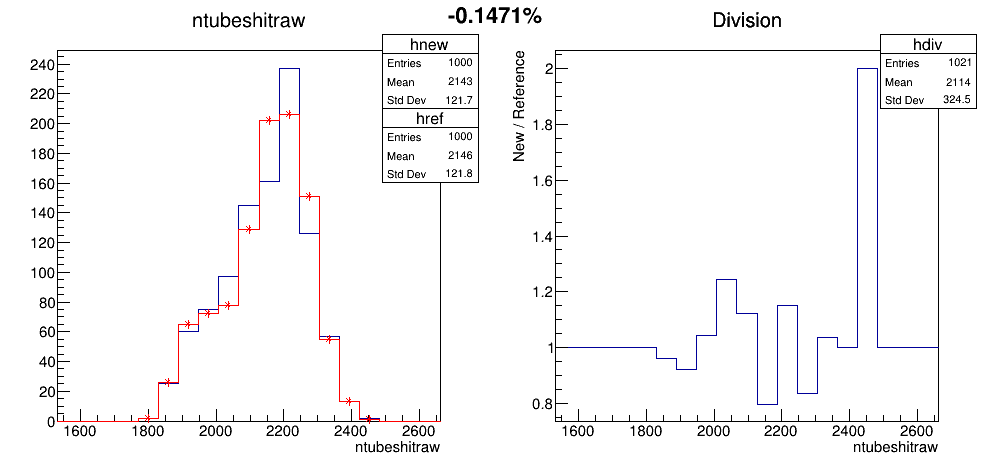 -0.1471%
ntubeshitraw
hnew
Entries 1000
Mean 2143
Std Dev 121.7
href
Entries 1000
Mean 2146
Std Dev 121.8
240
220
200
180
160
140
120
100
80
60
40
20
0
1600 1800 2000 2200 2400 2600
ntubeshitraw
Division
hdiv
Entries 1021
Mean 2114
Std Dev 324.5
New / Reference
2
1.8
1.6
1.4
1.2
1
0.8
1600 1800 2000 2200 2400 2600
ntubeshitraw